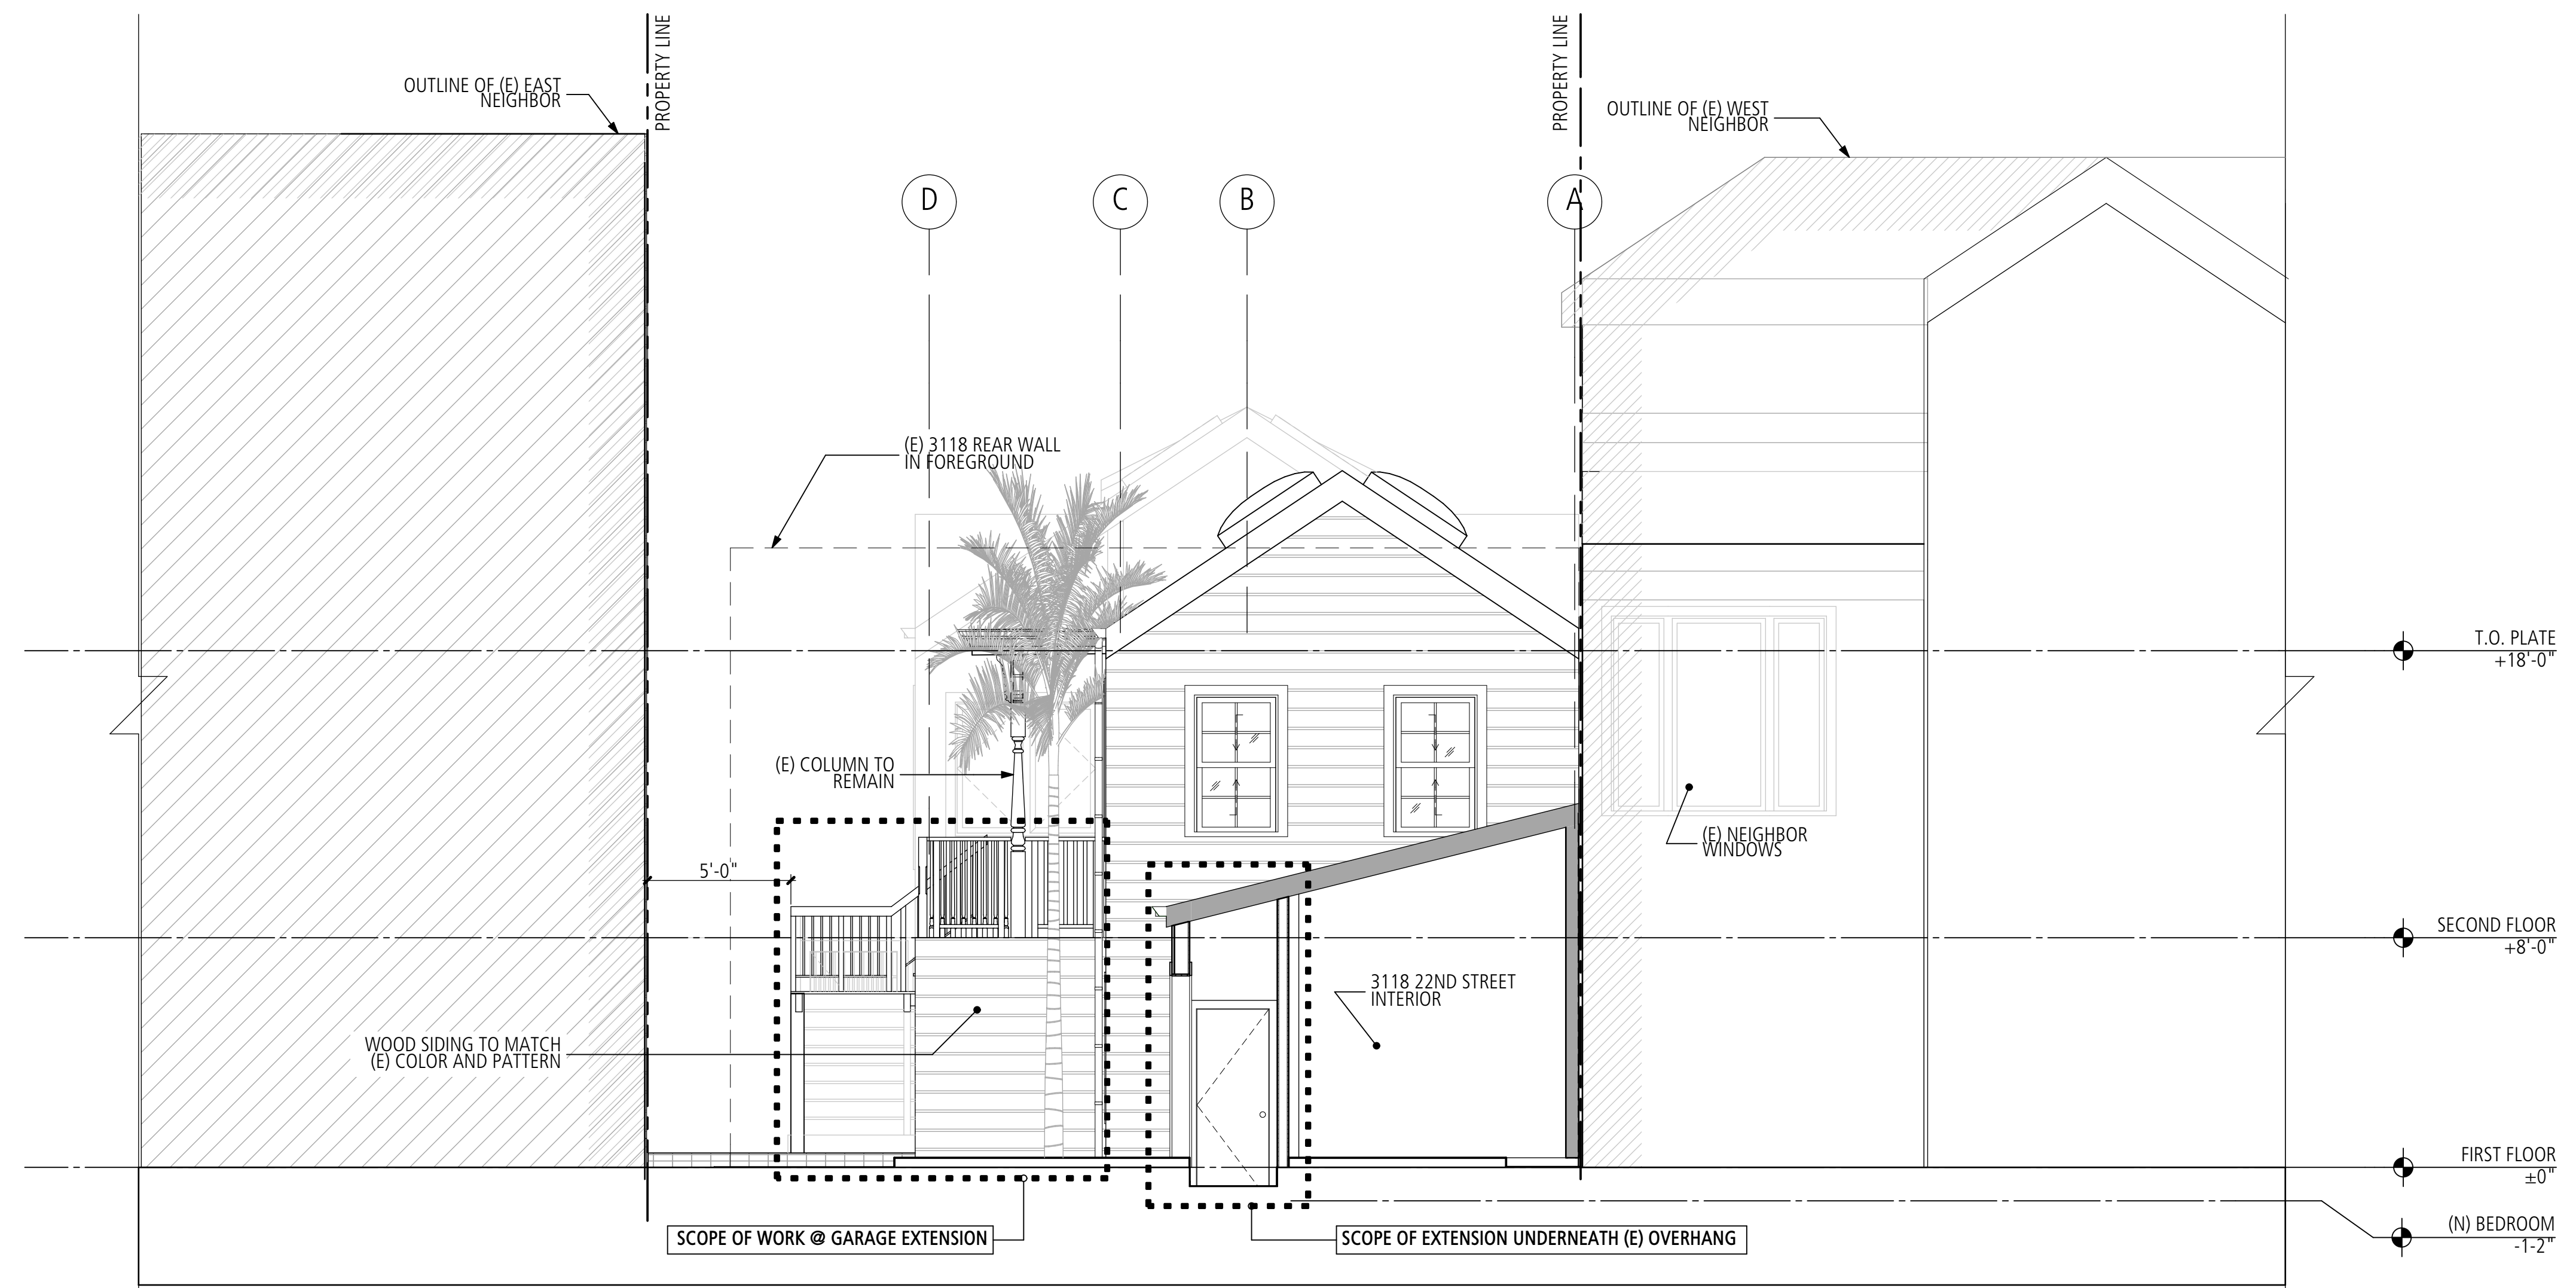 PROPERTY LINE
PROPERTY LINE
OUTLINE OF (E) EAST
NEIGHBOR
OUTLINE OF (E) WEST
NEIGHBOR
D
C
B
A
(E) 3118 REAR WALL
IN FOREGROUND
T.O. PLATE
+18'-0"
(E) COLUMN TO
REMAIN
(E) NEIGHBOR
WINDOWS
5'-0"
SECOND FLOOR
+8'-0"
3118 22ND STREET
INTERIOR
WOOD SIDING TO MATCH
(E) COLOR AND PATTERN
FIRST FLOOR
±0"
(N) BEDROOM
-1-2"
SCOPE OF WORK @ GARAGE EXTENSION
SCOPE OF EXTENSION UNDERNEATH (E) OVERHANG